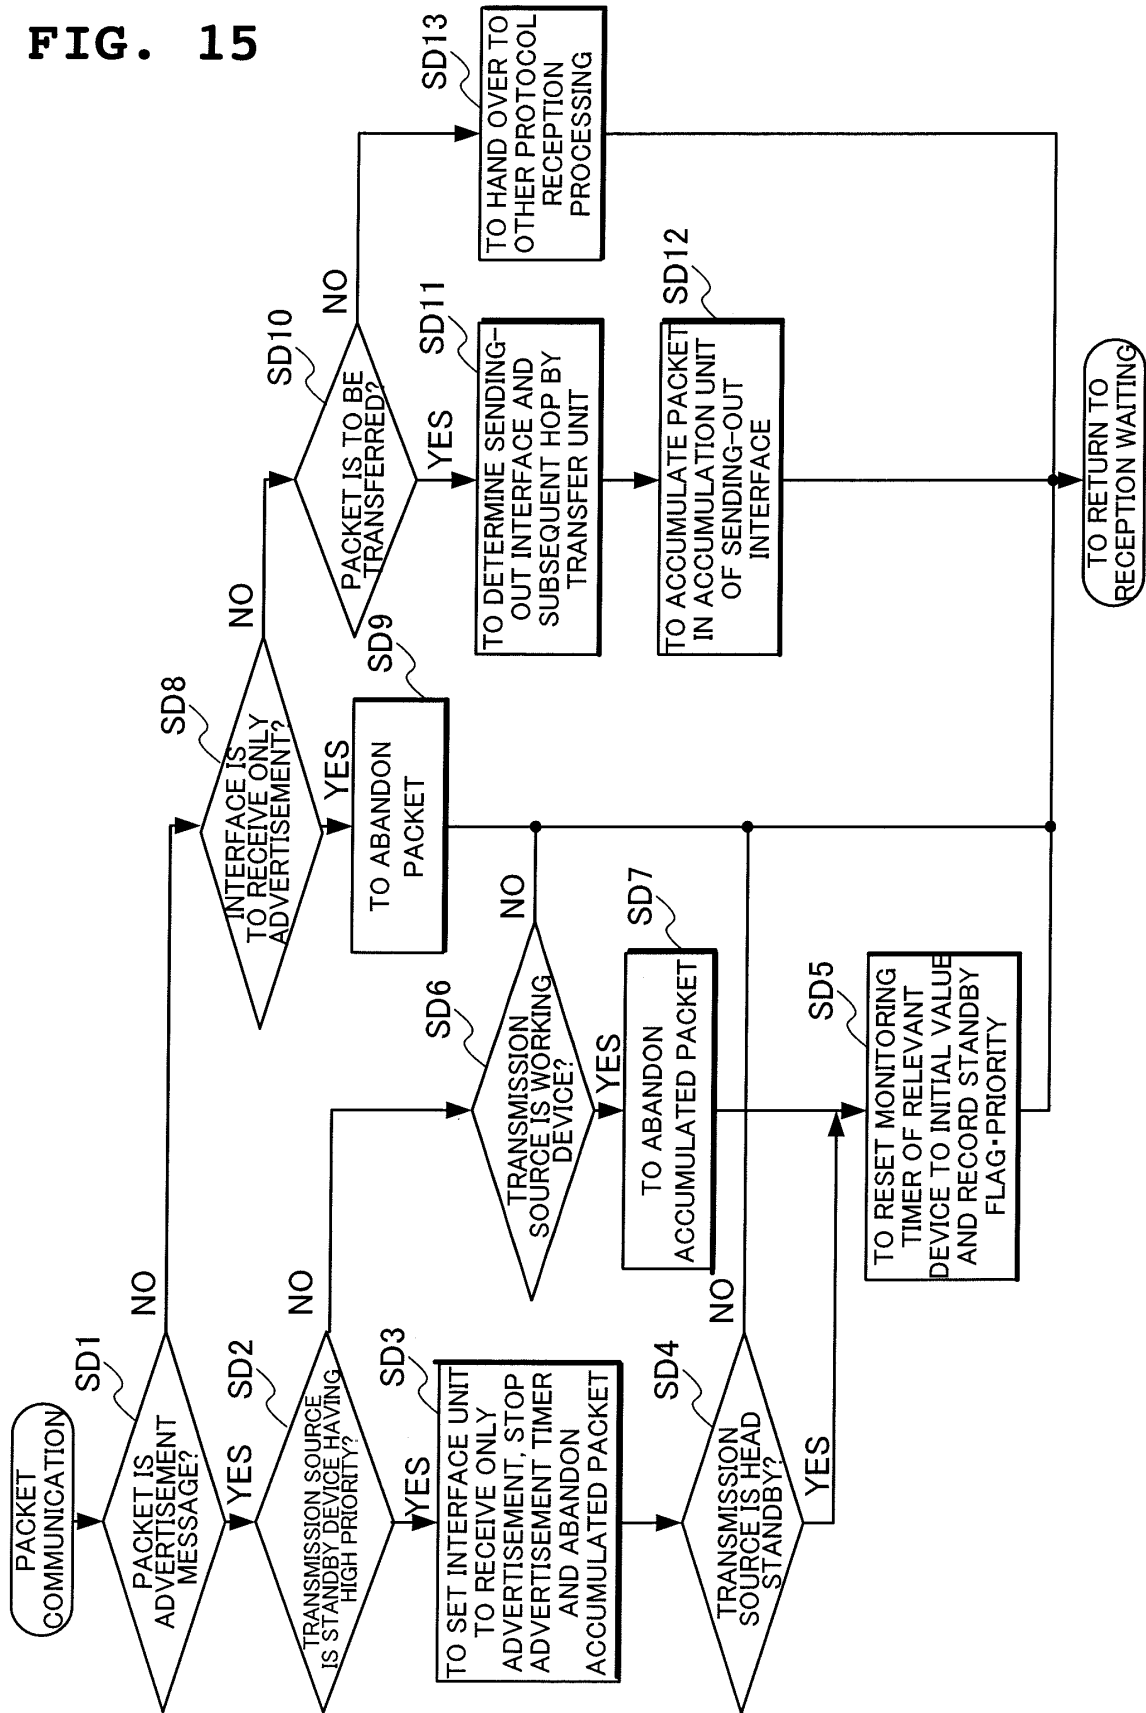 FIG. 15
PACKET
COMMUNICATION
SD1
PACKET IS
ADVERTISEMENT
MESSAGE?
NO
YES
SD2
TRANSMISSION SOURCE
IS STANDBY DEVICE HAVING
HIGH PRIORITY?
NO
YES
SD3
TO SET INTERFACE UNIT
TO RECEIVE ONLY
ADVERTISEMENT, STOP
ADVERTISEMENT TIMER
AND ABANDON
ACCUMULATED PACKET
SD4
TRANSMISSION
SOURCE IS HEAD
STANDBY?
NO
YES
SD5
TO RESET MONITORING
TIMER OF RELEVANT
DEVICE TO INITIAL VALUE
AND RECORD STANDBY
FLAG·PRIORITY
SD6
TRANSMISSION
SOURCE IS WORKING
DEVICE?
NO
YES
SD7
TO ABANDON
ACCUMULATED PACKET
SD8
INTERFACE IS
TO RECEIVE ONLY
ADVERTISEMENT?
NO
YES
SD9
TO ABANDON
PACKET
SD10
PACKET IS TO BE
TRANSFERRED?
NO
YES
SD11
TO DETERMINE SENDING-
OUT INTERFACE AND
SUBSEQUENT HOP BY
TRANSFER UNIT
SD12
TO ACCUMULATE PACKET
IN ACCUMULATION UNIT
OF SENDING-OUT
INTERFACE
SD13
TO HAND OVER TO
OTHER PROTOCOL
RECEPTION
PROCESSING
TO RETURN TO
RECEPTION WAITING